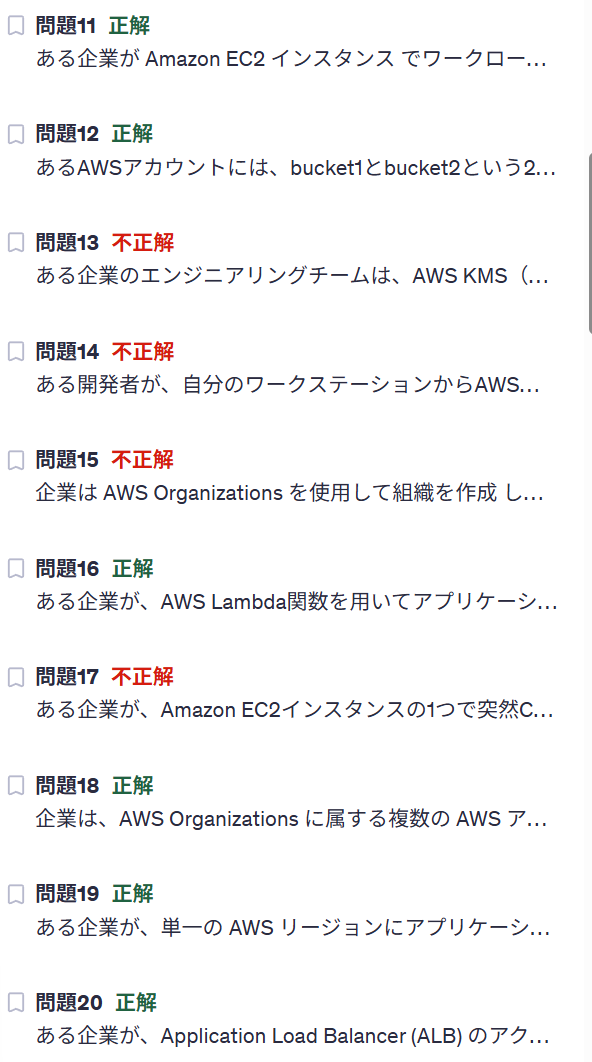 問題11 正解
ある企業が Amazon EC2 インスタンス でワークロー...
問題12 正解
あるAWSアカウントには、bucket1とbucket2という2...
問題13 不正解
ある企業のエンジニアリングチームは、AWS KMS（...
問題14 不正解
ある開発者が、自分のワークステーションからAWS...
問題15 不正解
企業は AWS Organizations を使用して組織を作成 し...
問題16 正解
ある企業が、AWS Lambda関数を用いてアプリケーシ...
問題17 不正解
ある企業が、Amazon EC2インスタンスの1つで突然C...
問題18 正解
企業は、AWS Organizations に属する複数の AWS ア...
問題19 正解
ある企業が、単一の AWS リージョンにアプリケーシ...
問題20 正解
ある企業が、Application Load Balancer (ALB) のアク...